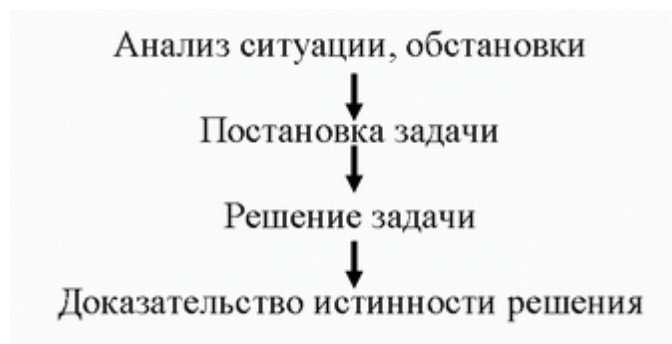 Анализ ситуации, обстановки
Постановка задачи
Решение задачи
Доказательство истинности решения